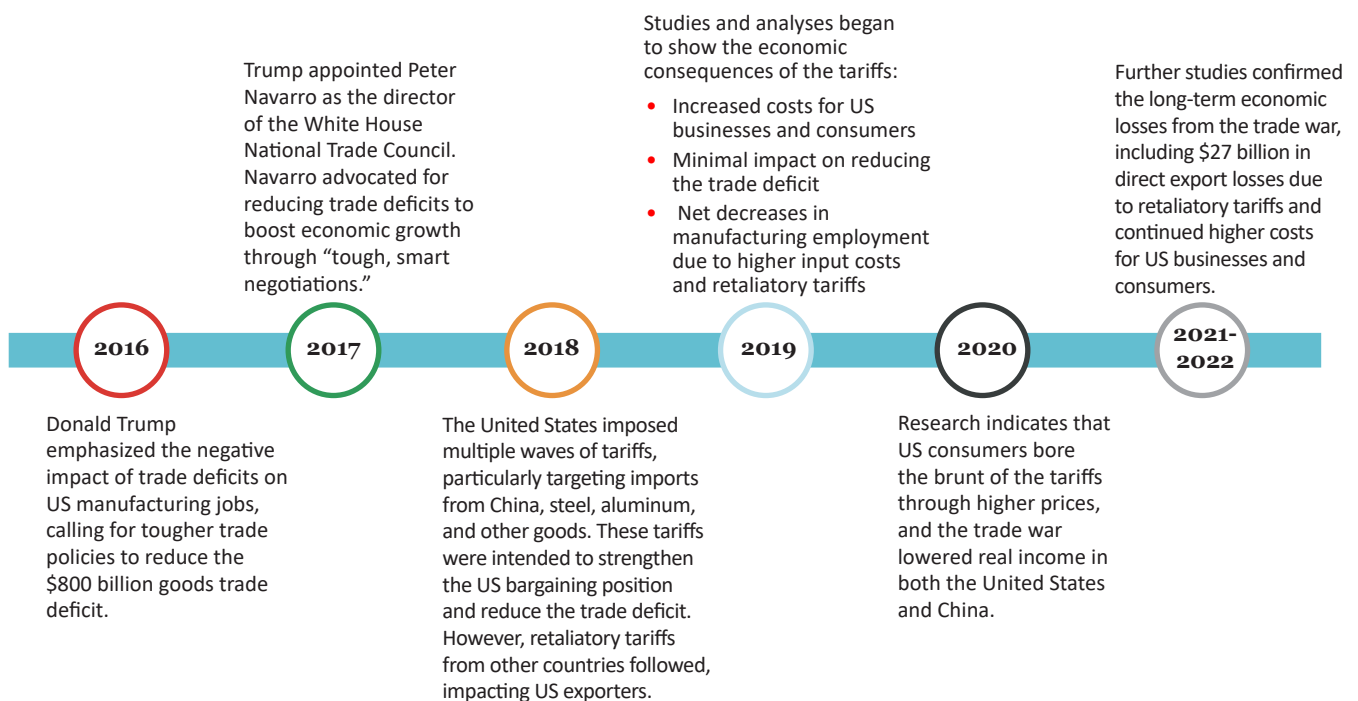 2016
Donald Trump
emphasized the negative
impact of trade deficits on
US manufacturing jobs,
calling for tougher trade
policies to reduce the
$800 billion goods trade
deficit.
Trump appointed Peter
Navarro as the director
of the White House
National Trade Council.
Navarro advocated for
reducing trade deficits to
boost economic growth
through “tough, smart
negotiations.”
2017
2018
The United States imposed
multiple waves of tariffs,
particularly targeting imports
from China, steel, aluminum,
and other goods. These tariffs
were intended to strengthen
the US bargaining position
and reduce the trade deficit.
However, retaliatory tariffs
from other countries followed,
impacting US exporters.
Studies and analyses began
to show the economic
consequences of the tariffs:
• Increased costs for US
businesses and consumers
• Minimal impact on reducing
the trade deficit
• Net decreases in
manufacturing employment
due to higher input costs
and retaliatory tariffs
2019
2020
Research indicates that
US consumers bore
the brunt of the tariffs
through higher prices,
and the trade war
lowered real income in
both the United States
and China.
Further studies confirmed
the long-term economic
losses from the trade war,
including $27 billion in
direct export losses due
to retaliatory tariffs and
continued higher costs
for US businesses and
consumers.
2021-
2022